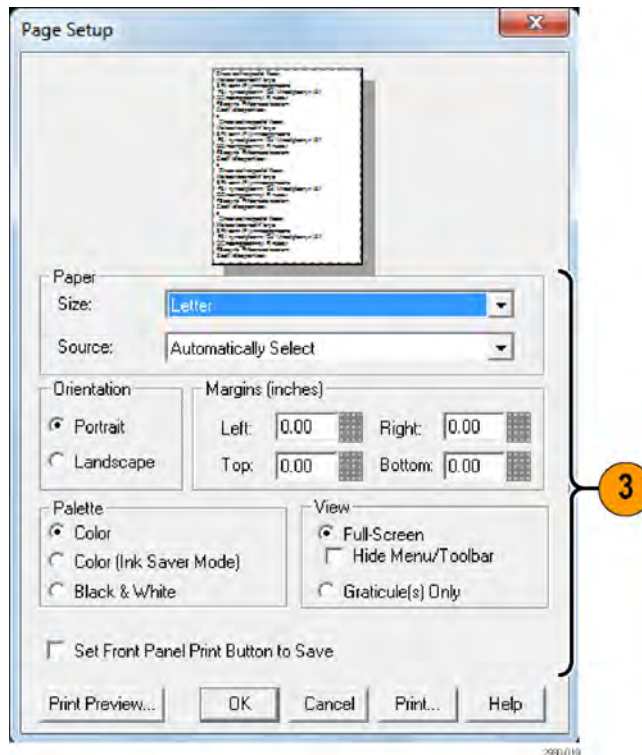 Page Setup
Paper
Size: Letter
Source: Automatically Select
Orientation
Portrait
Landscape
Margins (inches)
Left: 0.00 Right: 0.00
Top: 0.00 Bottom: 0.00
Palette
Color
Color (Ink Saver Mode)
Black & White
View
Full-Screen
Hide Menu/Toolbar
Graticule(s) Only
Set Front Panel Print Button to Save
Print Preview... OK Cancel Print... Help
3